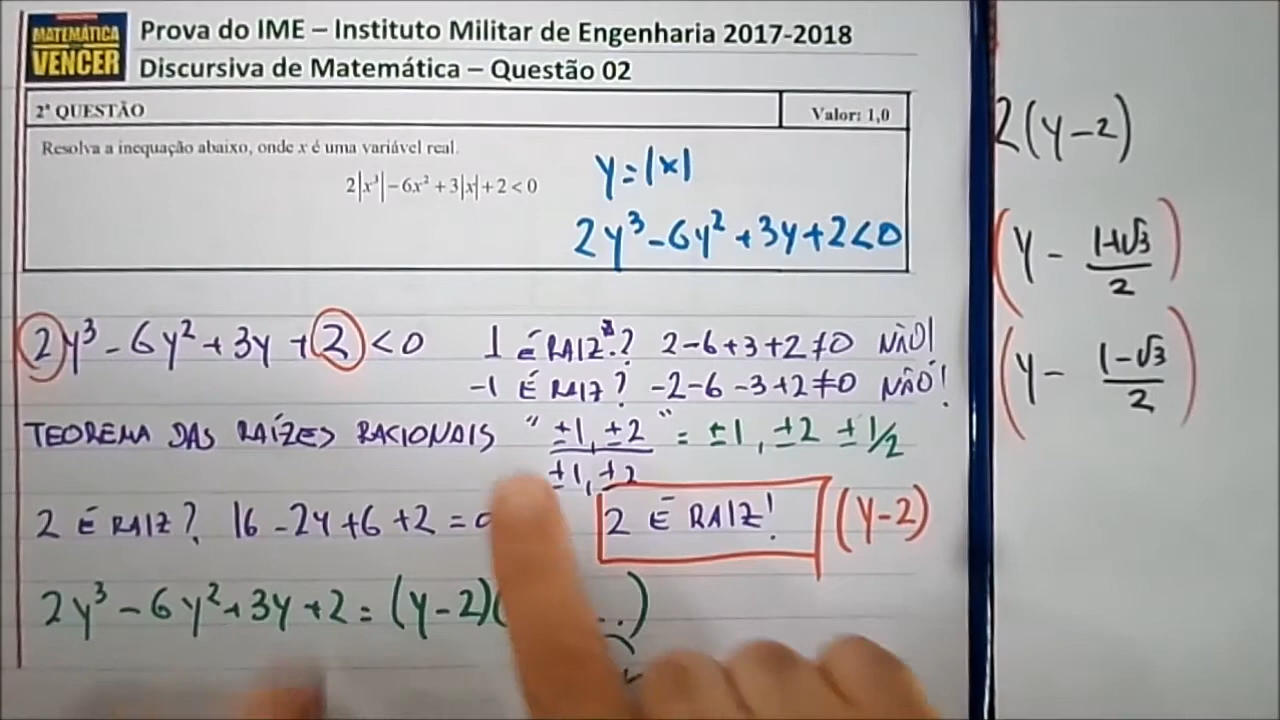 MATEMÁTICA
VENCER
Prova do IME – Instituto Militar de Engenharia 2017-2018
Discursiva de Matemática – Questão 02
2ª QUESTÃO
Valor: 1,0
Resolva a inequação abaixo, onde x é uma variável real.
2|x³| − 6x² + 3|x| + 2 < 0
y = |x|
2y³ − 6y² + 3y + 2 < 0
2y³ − 6y² + 3y + 2 < 0
1 É RAIZ? 2 − 6 + 3 + 2 ≠ 0 NÃO!
−1 É RAIZ? −2 − 6 − 3 + 2 ≠ 0 NÃO!
TEOREMA DAS RAÍZES RACIONAIS " ±1, ±2 / ±1, ±2 " = ±1, ±2 ±1/2
2 É RAIZ? 16 − 24 + 6 + 2 = 0
2 É RAIZ! (y−2)
2y³ − 6y² + 3y + 2 = (y−2)( ..)
2(y−2)
(y − (1+√3)/2)
(y − (1−√3)/2)